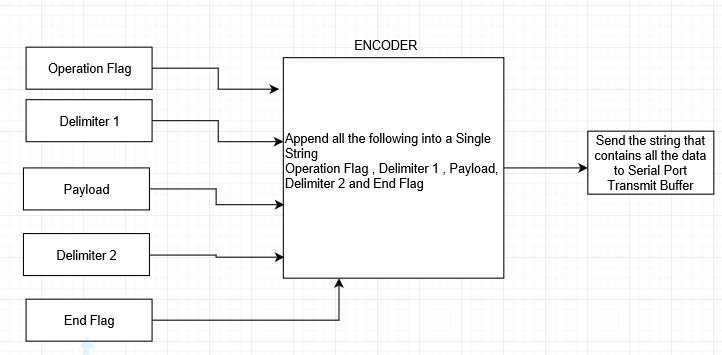 ENCODER
Operation Flag
Delimiter 1
Payload
Delimiter 2
End Flag
Append all the following into a Single
String
Operation Flag , Delimiter 1 , Payload,
Delimiter 2 and End Flag
Send the string that
contains all the data
to Serial Port
Transmit Buffer